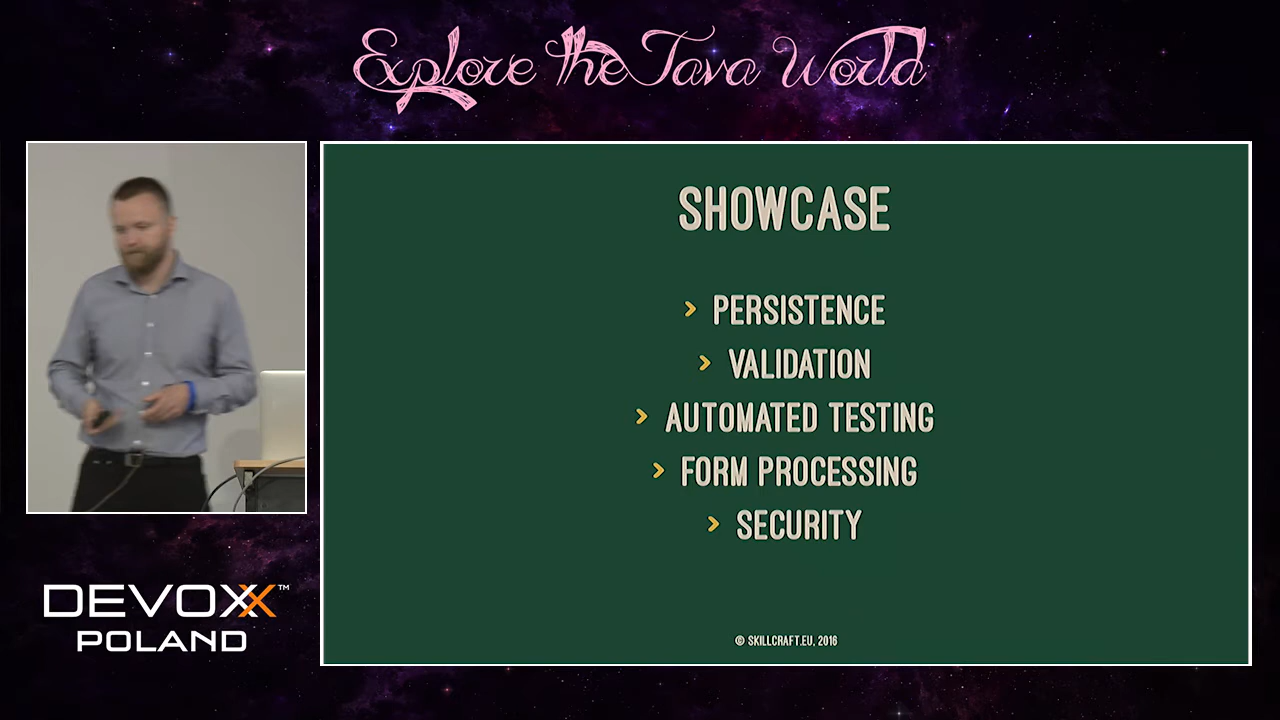 Explore the Java World
SHOWCASE
> PERSISTENCE
> VALIDATION
> AUTOMATED TESTING
> FORM PROCESSING
> SECURITY
© SKILLCRAFT.EU, 2016
DEVOXX™
POLAND